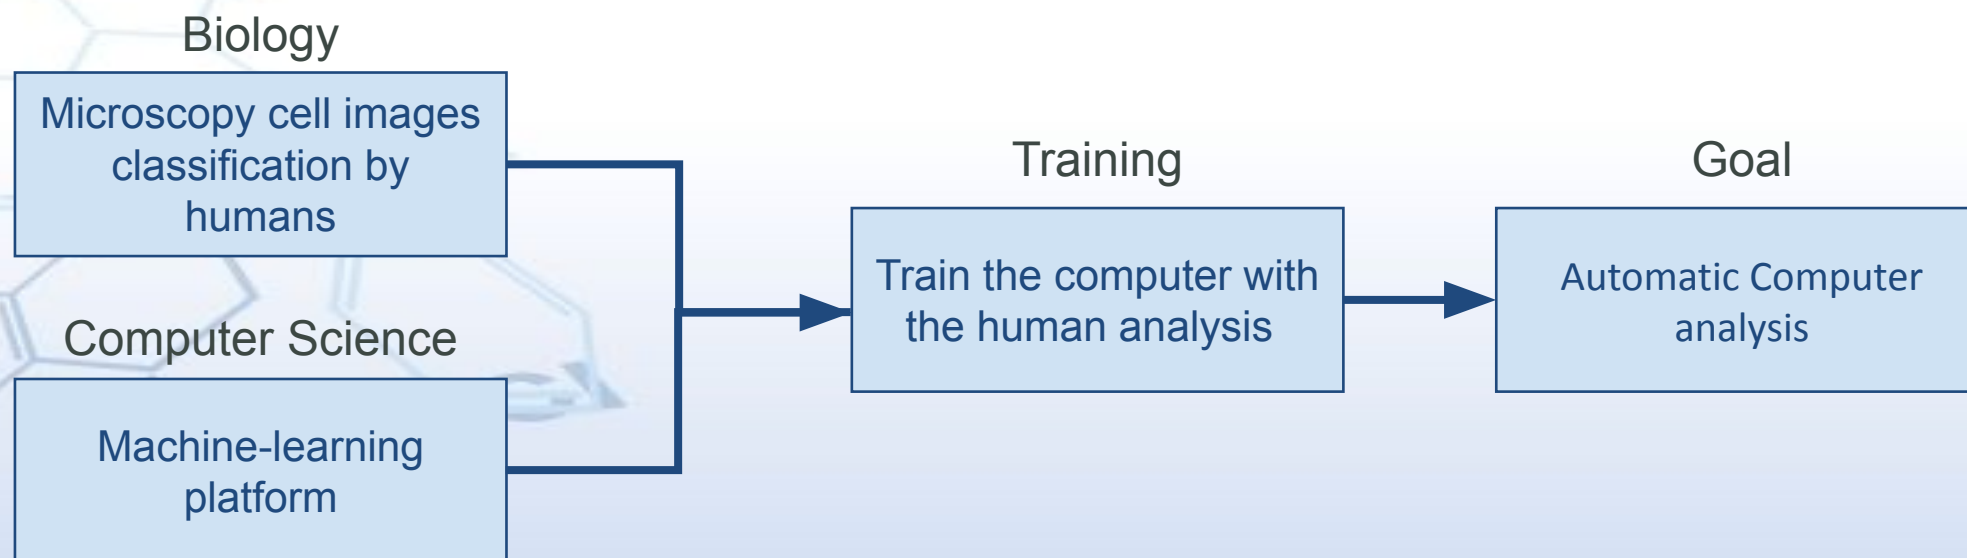 Biology
Microscopy cell images
classification by
humans
Computer Science
Machine-learning
platform
Training
Train the computer with
the human analysis
Goal
Automatic Computer
analysis